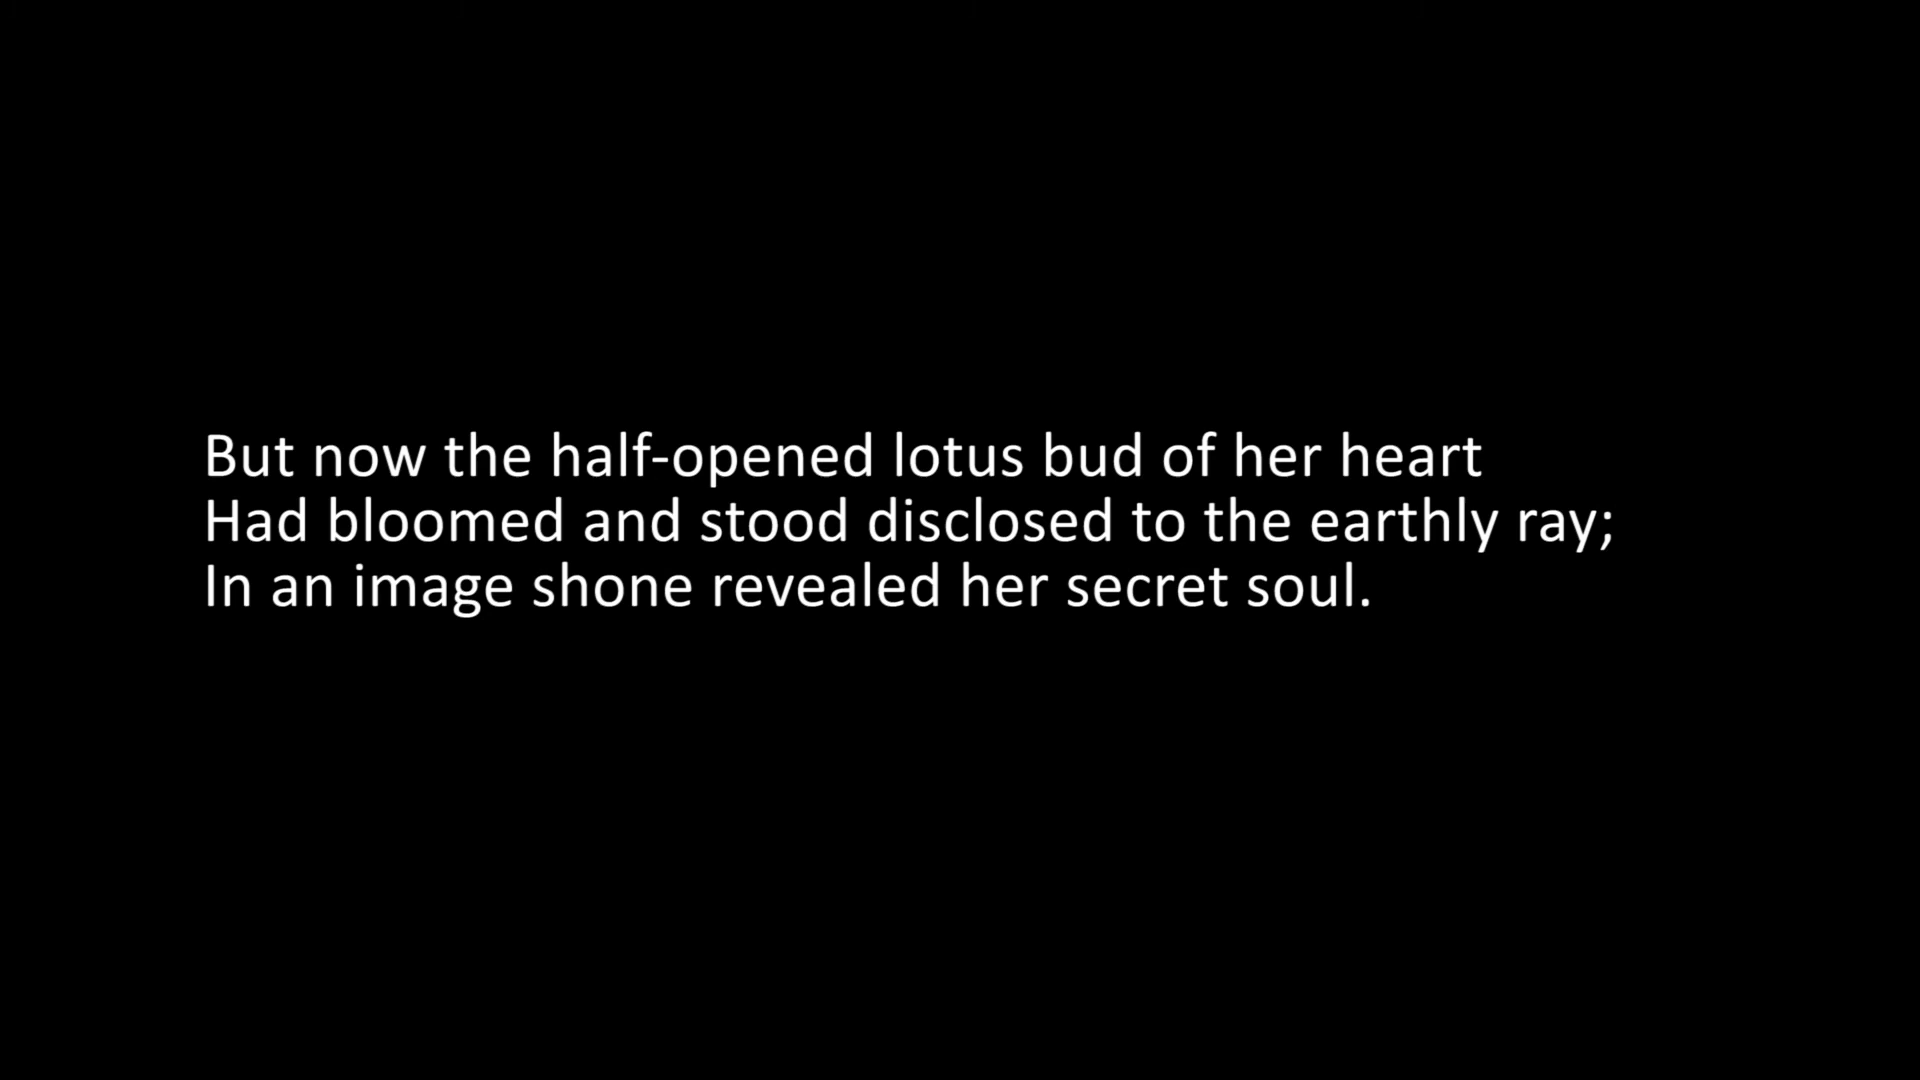 But now the half-opened lotus bud of her heart
Had bloomed and stood disclosed to the earthly ray;
In an image shone revealed her secret soul.